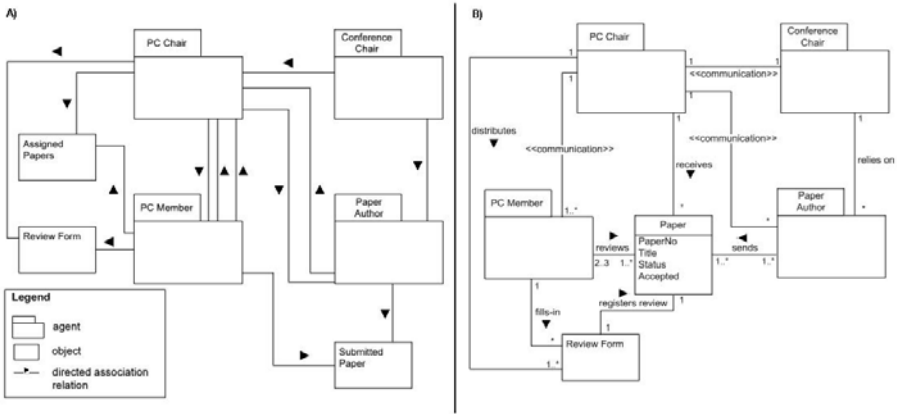 A)
PC Chair
Conference
Chair
Assigned
Papers
PC Member
Paper
Author
Review Form
Submitted
Paper
Legend
agent
object
directed association
relation
B)
PC Chair
Conference
Chair
1
1
1
1
<<communication>>
1
1
1
distributes
<<communication>>
<<communication>>
receives
relies on
PC Member
Paper
Author
1..*
*
*
*
Paper
PaperNo
Title
Status
Accepted
reviews
2..3
1..*
sends
1..*
1..*
1
registers review
1
fills-in
1
*
Review Form
1..*